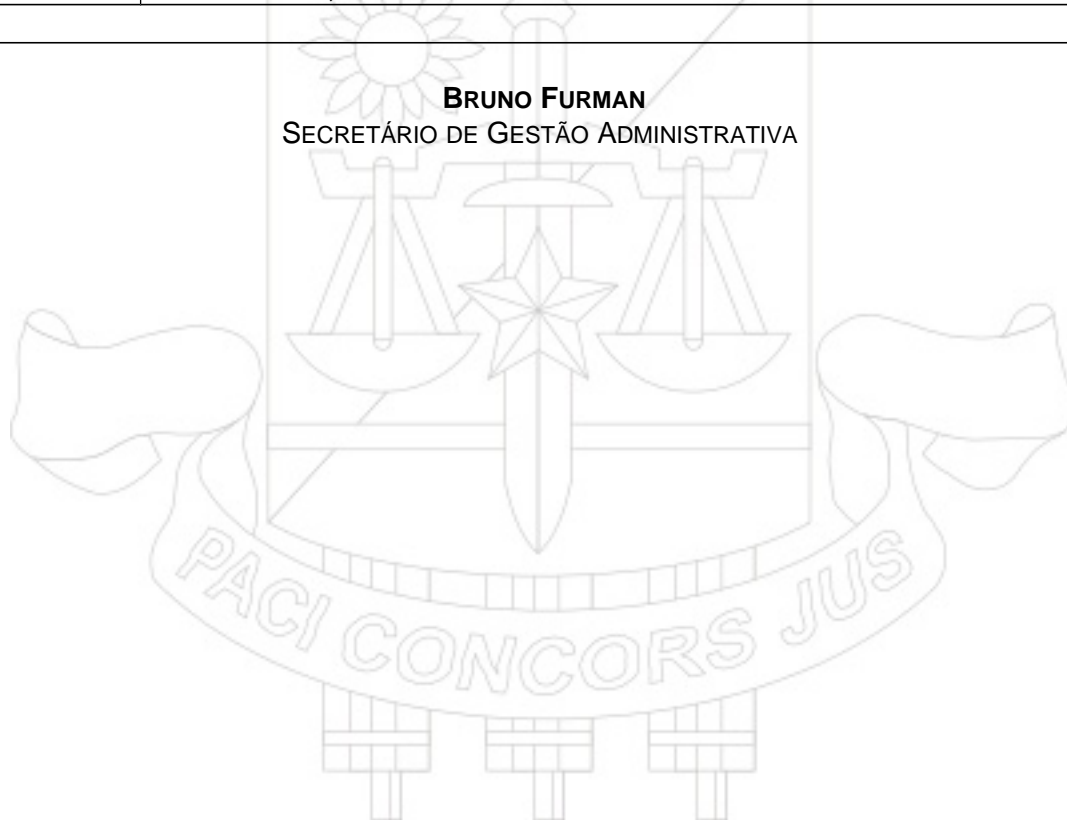 BRUNO FURMAN
SECRETÁRIO DE GESTÃO ADMINISTRATIVA
PACI CONCORS JUS